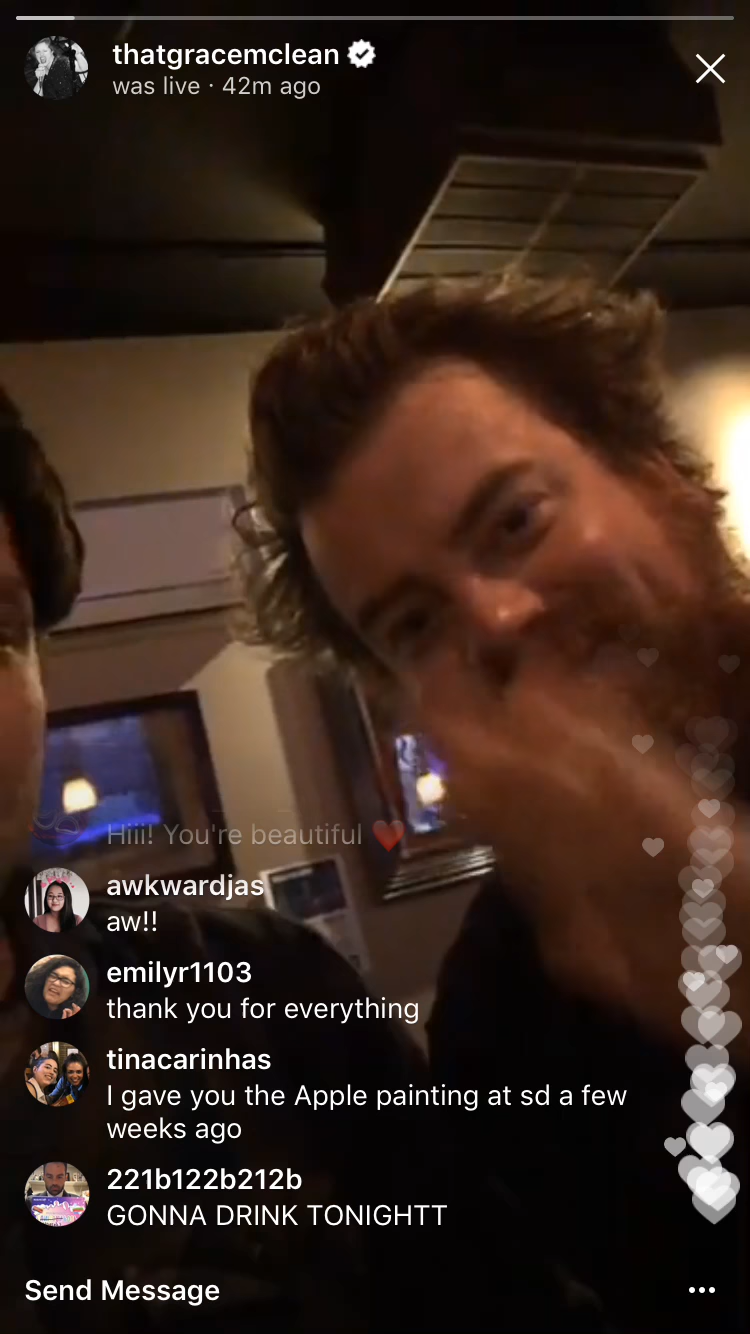 thatgracemclean
was live · 42m ago
Hiii! You're beautiful ❤️
awkwardjas
aw!!
emilyr1103
thank you for everything
tinacarinhas
I gave you the Apple painting at sd a few
weeks ago
221b122b212b
GONNA DRINK TONIGHTT
Send Message